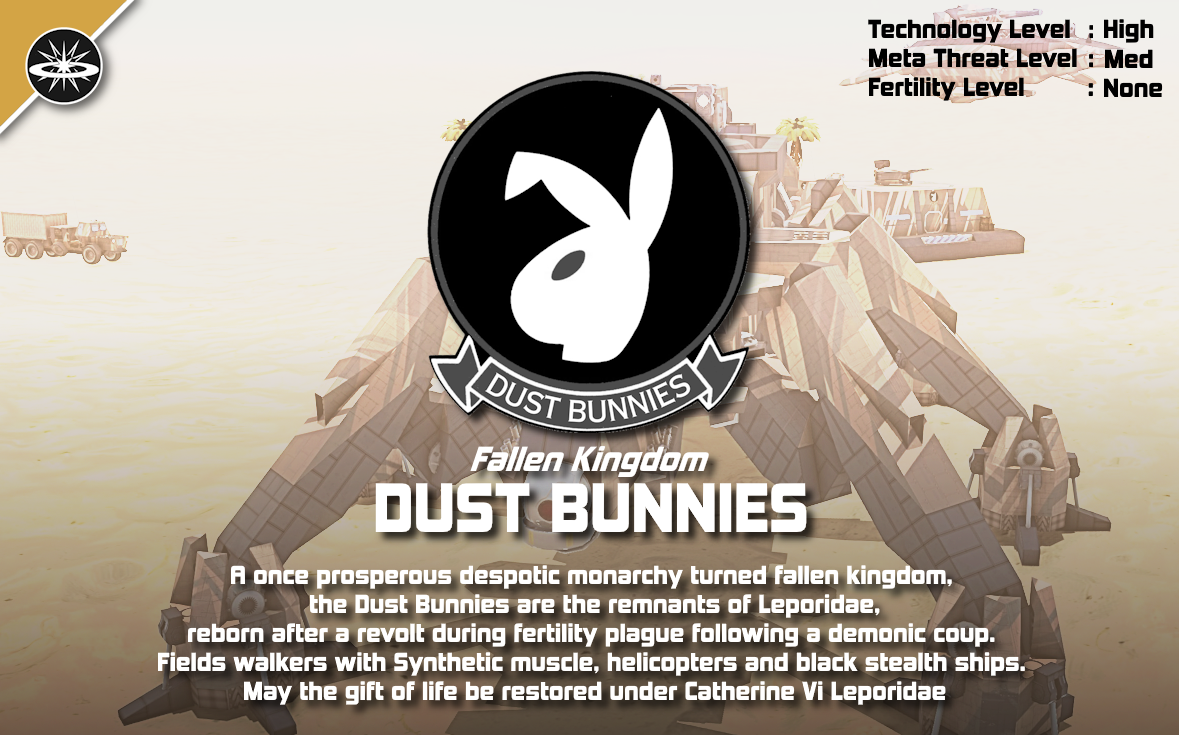 Technology Level : High
Meta Threat Level : Med
Fertility Level : None
DUST BUNNIES
Fallen Kingdom
DUST BUNNIES
A once prosperous despotic monarchy turned fallen kingdom,
the Dust Bunnies are the remnants of Leporidae,
reborn after a revolt during fertility plague following a demonic coup.
Fields walkers with Synthetic muscle, helicopters and black stealth ships.
May the gift of life be restored under Catherine Vi Leporidae